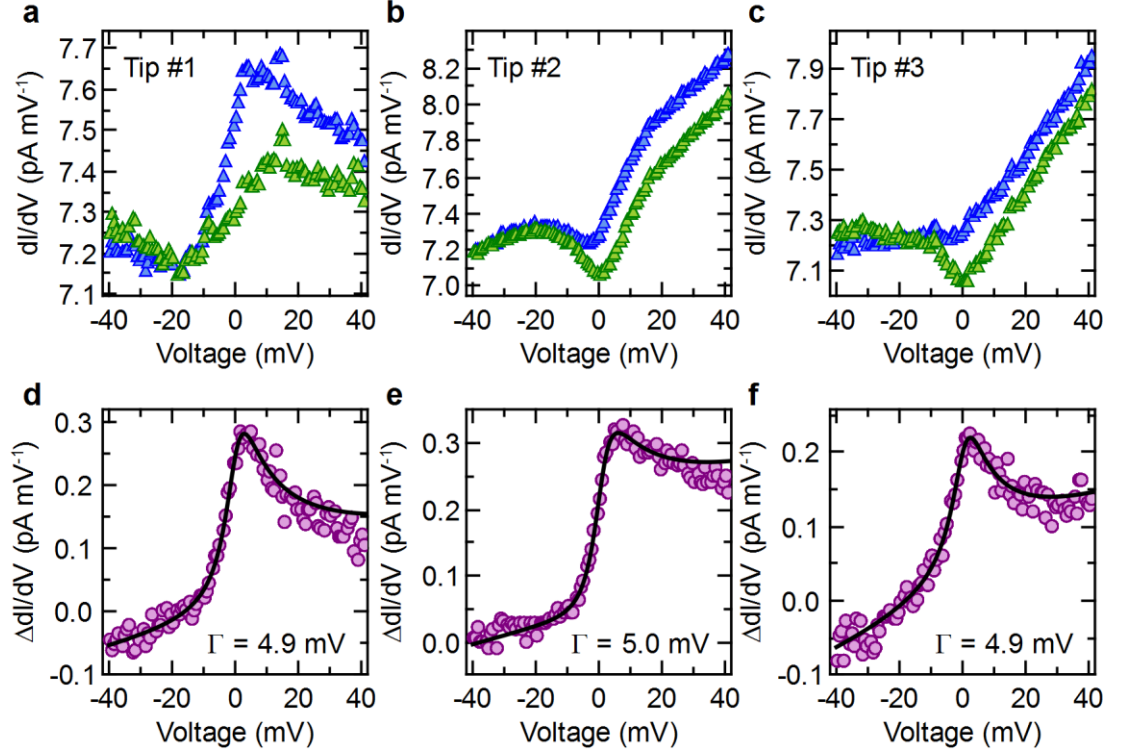 a
b
c
Tip #1
Tip #2
Tip #3
dI/dV (pA mV⁻¹)
7.7
7.6
7.5
7.4
7.3
7.2
7.1
dI/dV (pA mV⁻¹)
8.2
8.0
7.8
7.6
7.4
7.2
7.0
dI/dV (pA mV⁻¹)
7.9
7.7
7.5
7.3
7.1
-40 -20 0 20 40
-40 -20 0 20 40
-40 -20 0 20 40
Voltage (mV)
Voltage (mV)
Voltage (mV)
d
e
f
ΔdI/dV (pA mV⁻¹)
0.3
0.2
0.1
0.0
-0.1
ΔdI/dV (pA mV⁻¹)
0.3
0.2
0.1
0.0
ΔdI/dV (pA mV⁻¹)
0.2
0.1
0.0
-0.1
Γ = 4.9 mV
Γ = 5.0 mV
Γ = 4.9 mV
-40 -20 0 20 40
-40 -20 0 20 40
-40 -20 0 20 40
Voltage (mV)
Voltage (mV)
Voltage (mV)